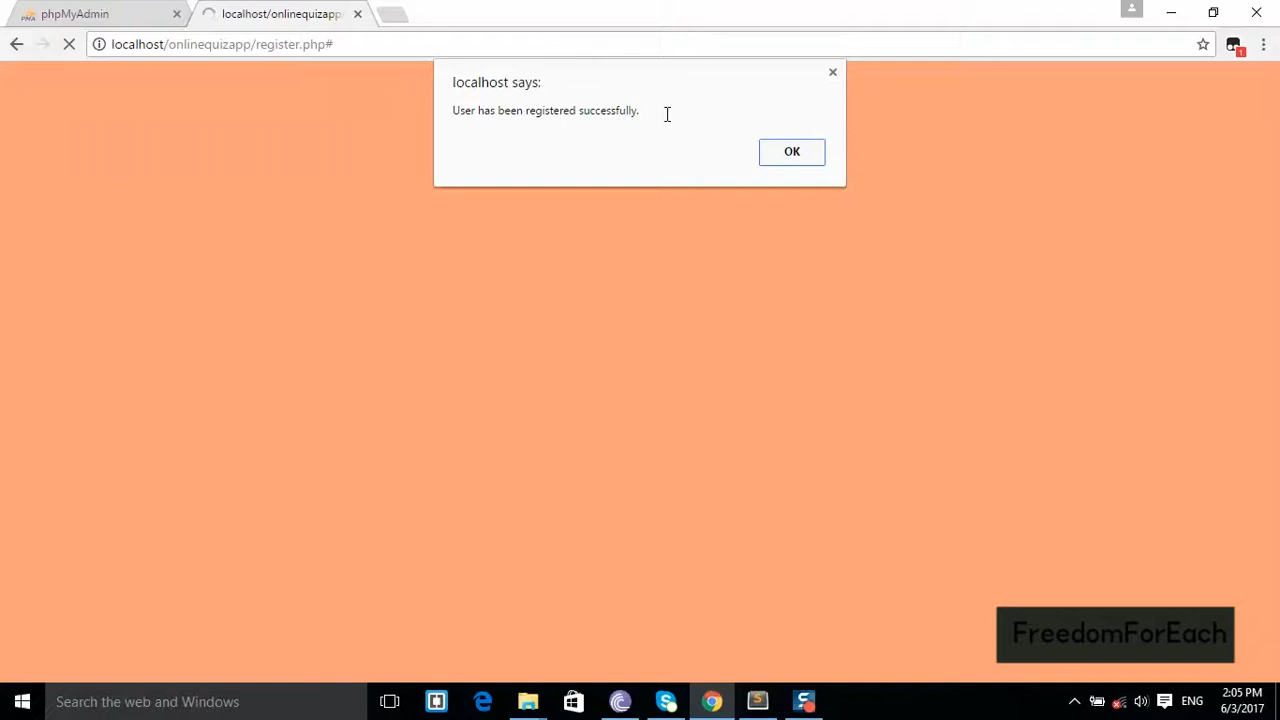 phpMyAdmin
localhost/onlinequizapp/
localhost/onlinequizapp/register.php#
1
localhost says:
User has been registered successfully.
OK
FreedomForEach
Search the web and Windows
ENG
2:05 PM
6/3/2017